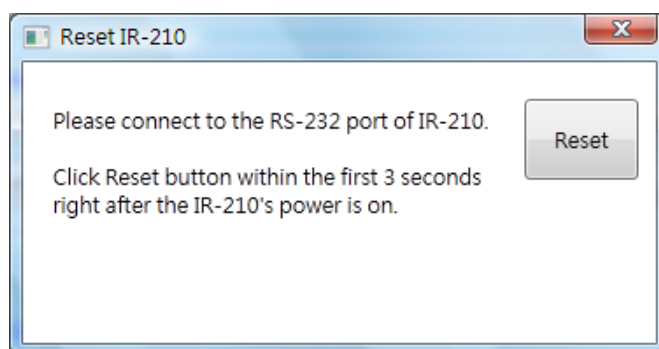 Reset IR-210
X
Please connect to the RS-232 port of IR-210.
Reset
Click Reset button within the first 3 seconds
right after the IR-210's power is on.